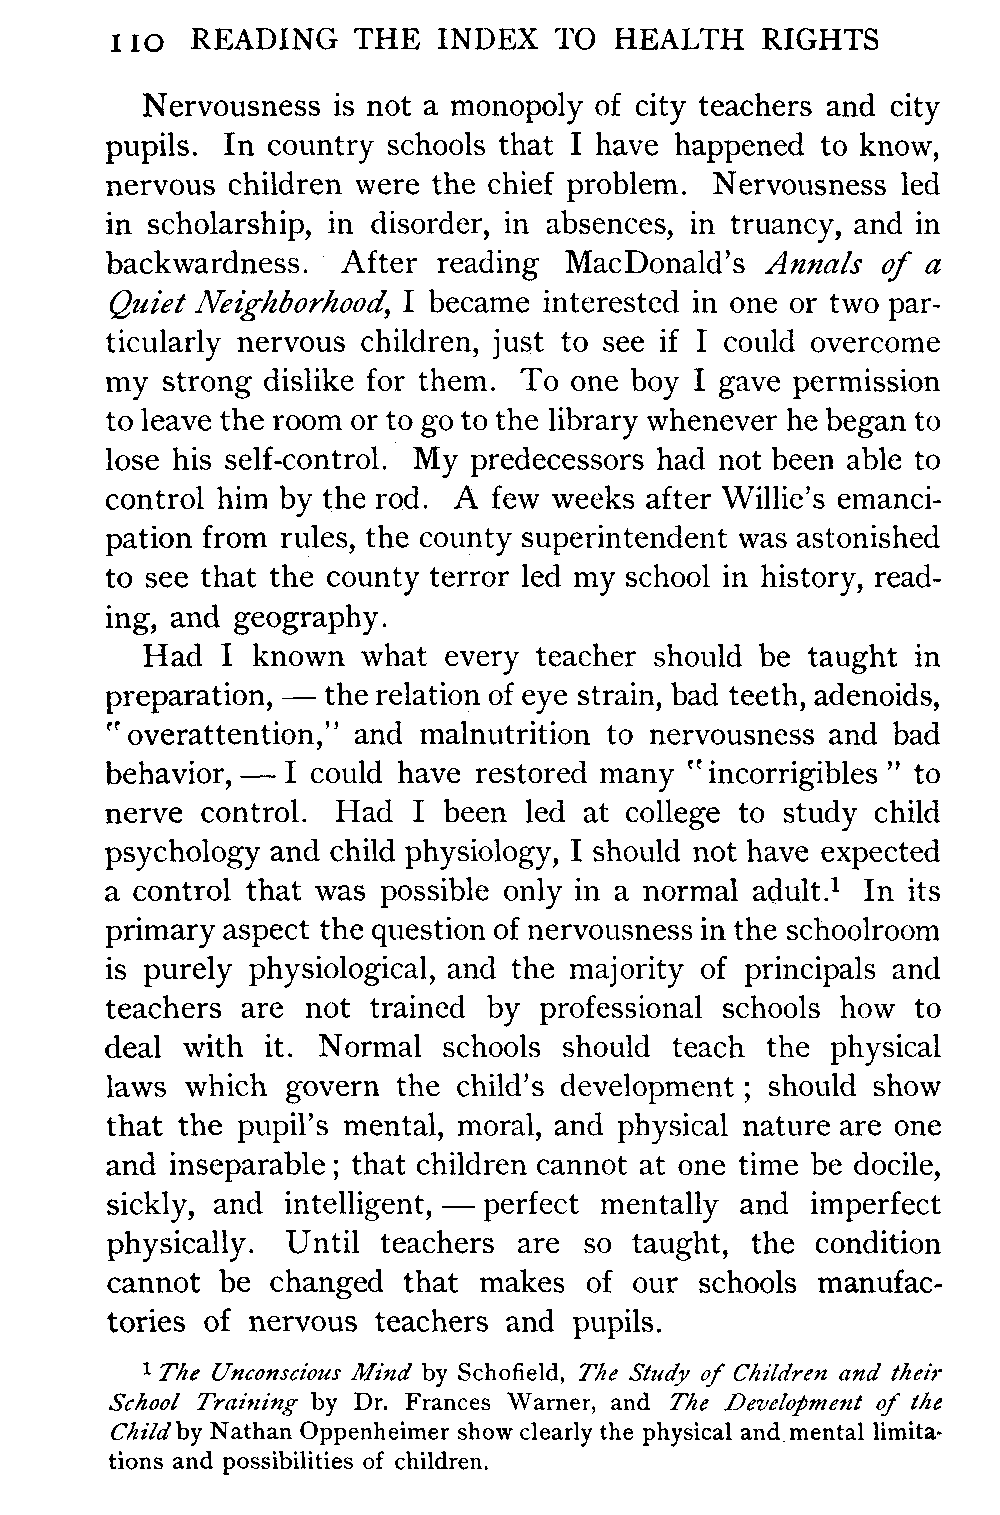 110 READING THE INDEX TO HEALTH RIGHTS
Nervousness is not a monopoly of city teachers and city
pupils. In country schools that I have happened to know,
nervous children were the chief problem. Nervousness led
in scholarship, in disorder, in absences, in truancy, and in
backwardness. After reading MacDonald's Annals of a
Quiet Neighborhood, I became interested in one or two par-
ticularly nervous children, just to see if I could overcome
my strong dislike for them. To one boy I gave permission
to leave the room or to go to the library whenever he began to
lose his self-control. My predecessors had not been able to
control him by the rod. A few weeks after Willie's emanci-
pation from rules, the county superintendent was astonished
to see that the county terror led my school in history, read-
ing, and geography.
Had I known what every teacher should be taught in
preparation, — the relation of eye strain, bad teeth, adenoids,
"overattention," and malnutrition to nervousness and bad
behavior, — I could have restored many "incorrigibles" to
nerve control. Had I been led at college to study child
psychology and child physiology, I should not have expected
a control that was possible only in a normal adult.¹ In its
primary aspect the question of nervousness in the schoolroom
is purely physiological, and the majority of principals and
teachers are not trained by professional schools how to
deal with it. Normal schools should teach the physical
laws which govern the child's development; should show
that the pupil's mental, moral, and physical nature are one
and inseparable; that children cannot at one time be docile,
sickly, and intelligent, — perfect mentally and imperfect
physically. Until teachers are so taught, the condition
cannot be changed that makes of our schools manufac-
tories of nervous teachers and pupils.
¹ The Unconscious Mind by Schofield, The Study of Children and their
School Training by Dr. Frances Warner, and The Development of the
Child by Nathan Oppenheimer show clearly the physical and mental limita-
tions and possibilities of children.